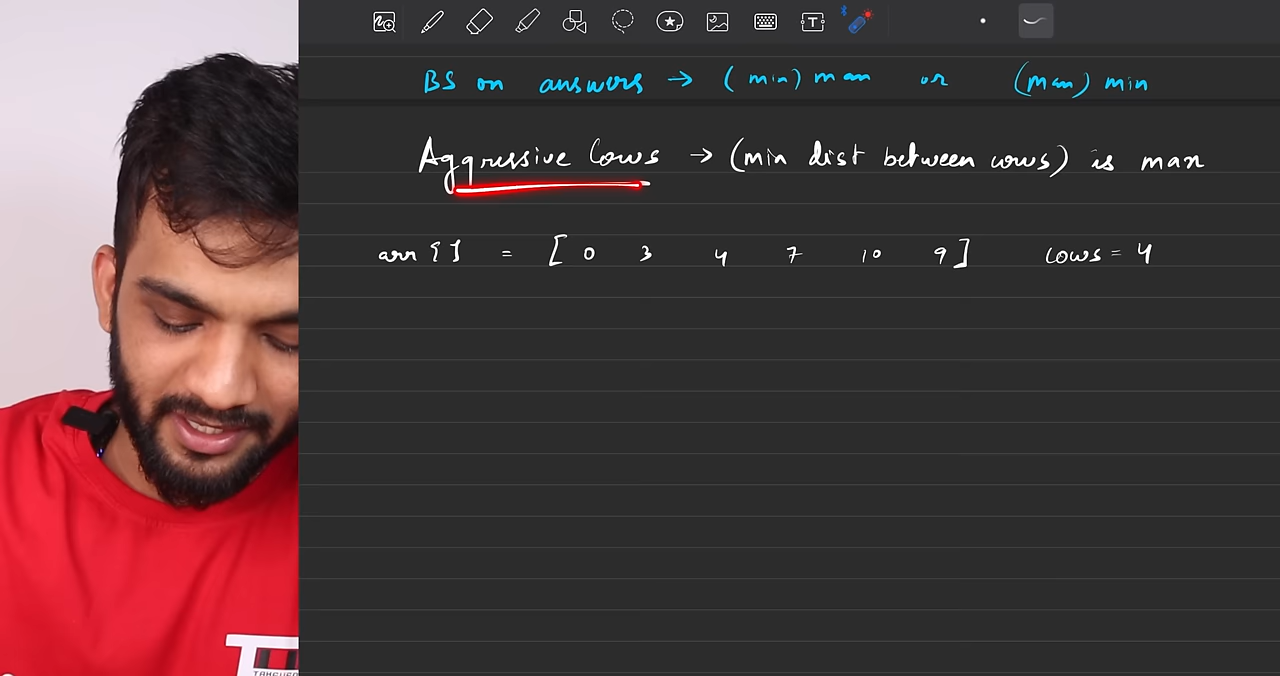 BS on answers → (min) max or (max) min
Aggressive Cows → (min dist between cows) is max
arr[] = [ 0 3 4 7 10 9 ] cows = 4
T